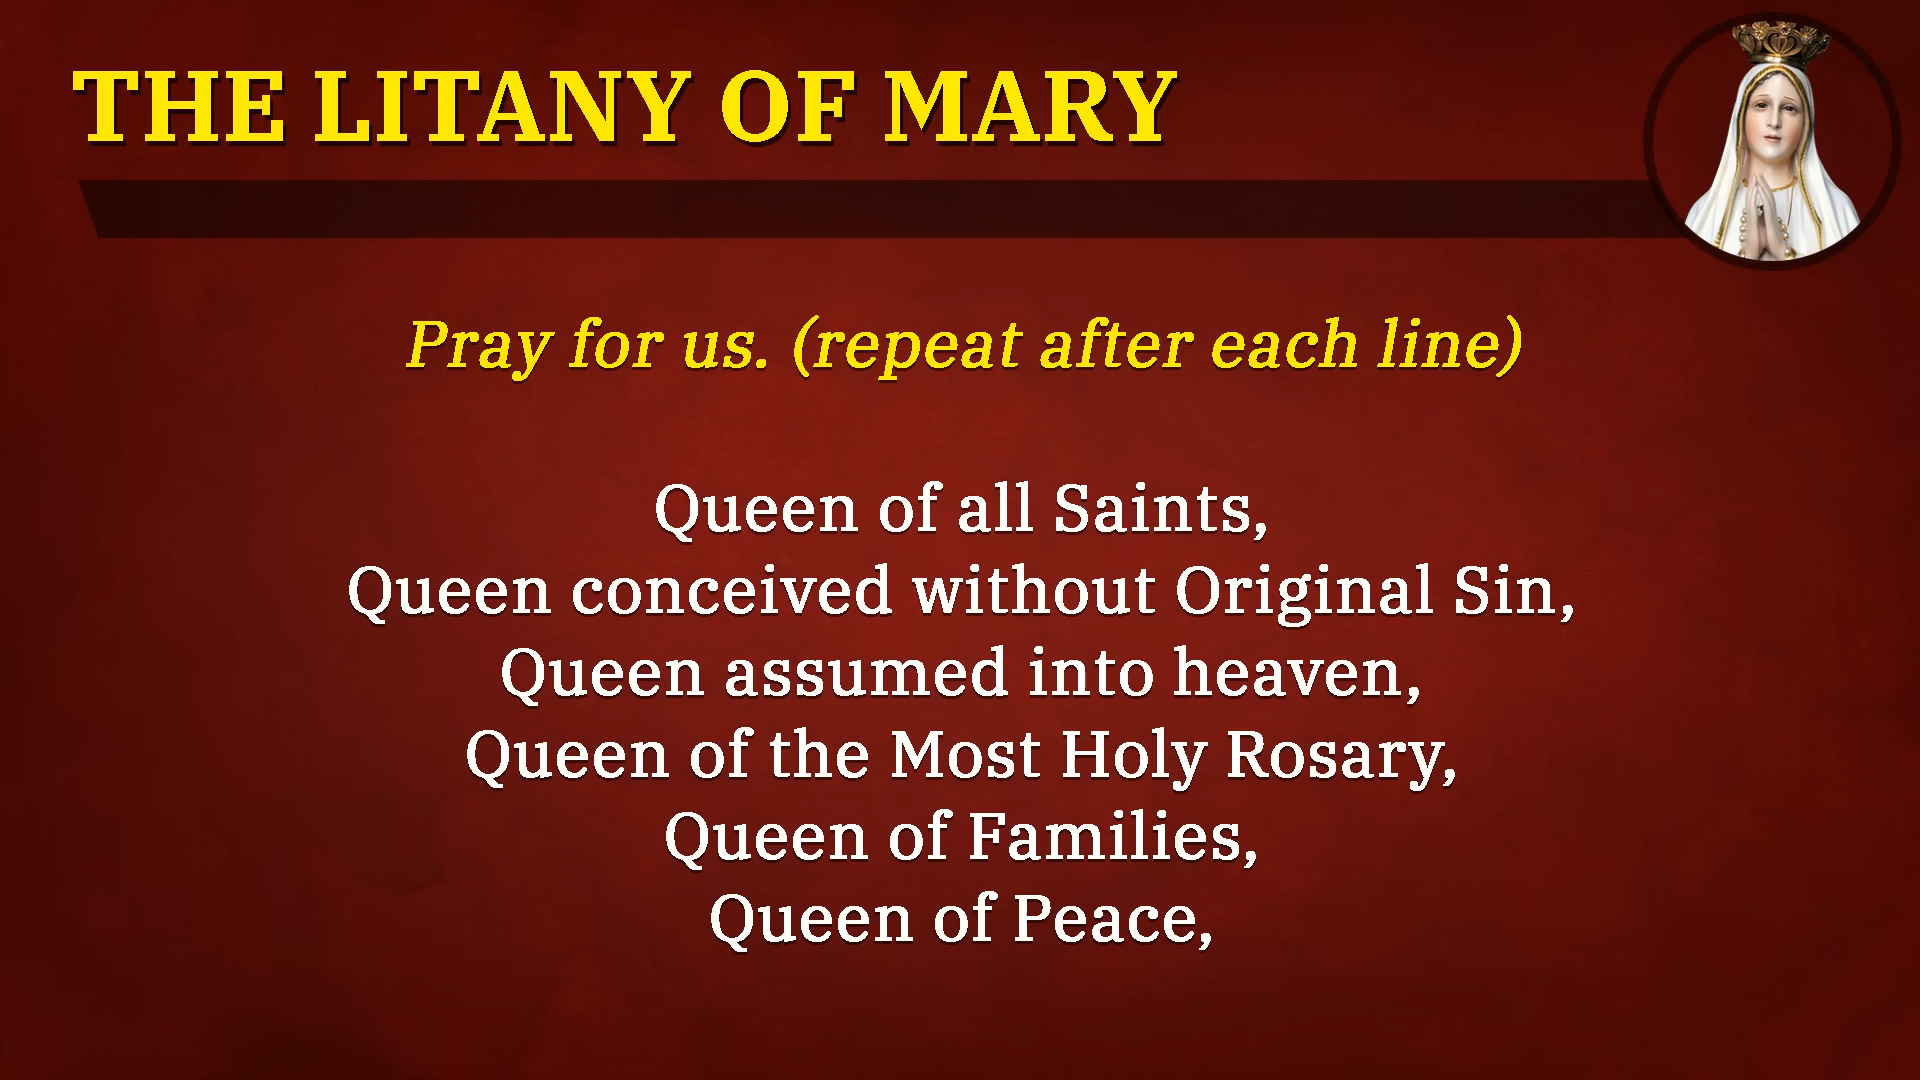 THE LITANY OF MARY
Pray for us. (repeat after each line)
Queen of all Saints,
Queen conceived without Original Sin,
Queen assumed into heaven,
Queen of the Most Holy Rosary,
Queen of Families,
Queen of Peace,